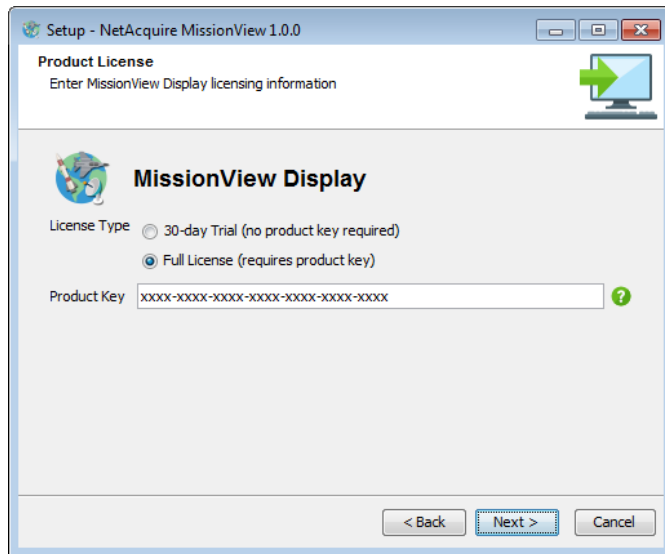 Setup - NetAcquire MissionView 1.0.0
Product License
Enter MissionView Display licensing information
MissionView Display
License Type
30-day Trial (no product key required)
Full License (requires product key)
Product Key
xxxx-xxxx-xxxx-xxxx-xxxx-xxxx-xxxx
?
< Back
Next >
Cancel